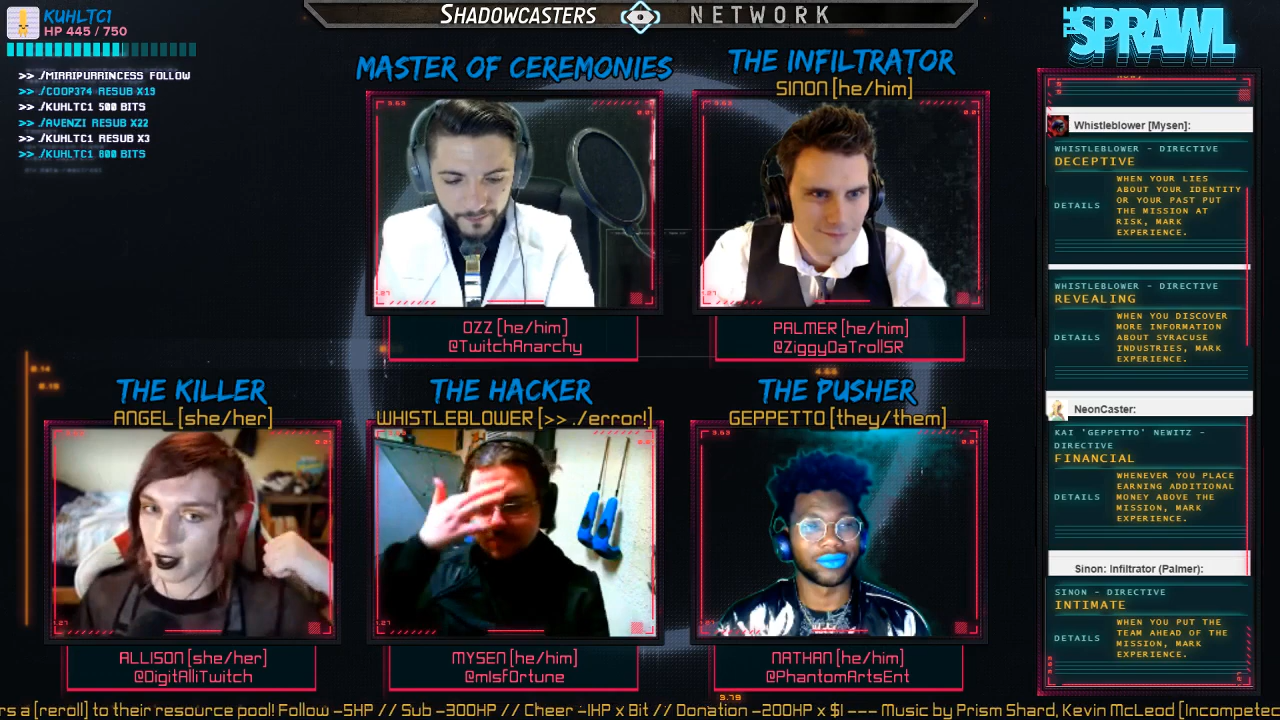 KUHLTC1
HP 445 / 750
>> ./MIRRIPURRINCESS FOLLOW
>> ./COOP374 RESUB X19
>> ./KUHLTC1 500 BITS
>> ./AVENZI RESUB X22
>> ./KUHLTC1 RESUB X3
>> ./KUHLTC1 600 BITS
SHADOWCASTERS NETWORK
THE SPRAWL
MASTER OF CEREMONIES
OZZ [he/him]
@TwitchAnarchy
THE INFILTRATOR
SINON [he/him]
PALMER [he/him]
@ZiggyDaTrollSR
THE KILLER
ANGEL [she/her]
ALLISON [she/her]
@DigitAlliTwitch
THE HACKER
WHISTLEBLOWER [>> ./error!]
MYSEN [he/him]
@mIsfOrtune
THE PUSHER
GEPPETTO [they/them]
NATHAN [he/him]
@PhantomArtsEnt
Whistleblower [Mysen]:
WHISTLEBLOWER - DIRECTIVE
DECEPTIVE
DETAILS
WHEN YOUR LIES
ABOUT YOUR IDENTITY
OR YOUR PAST PUT
THE MISSION AT
RISK, MARK
EXPERIENCE.
WHISTLEBLOWER - DIRECTIVE
REVEALING
DETAILS
WHEN YOU DISCOVER
MORE INFORMATION
ABOUT SYRACUSE
INDUSTRIES, MARK
EXPERIENCE.
NeonCaster:
KAI 'GEPPETTO' NEWITZ -
DIRECTIVE
FINANCIAL
DETAILS
WHENEVER YOU PLACE
EARNING ADDITIONAL
MONEY ABOVE THE
MISSION, MARK
EXPERIENCE.
Sinon: Infiltrator (Palmer):
SINON - DIRECTIVE
INTIMATE
DETAILS
WHEN YOU PUT THE
TEAM AHEAD OF THE
MISSION, MARK
EXPERIENCE.
rs a [reroll] to their resource pool! Follow -5HP // Sub -300HP // Cheer -1HP x Bit // Donation -200HP x $1 --- Music by Prism Shard, Kevin McLeod [Incompetec